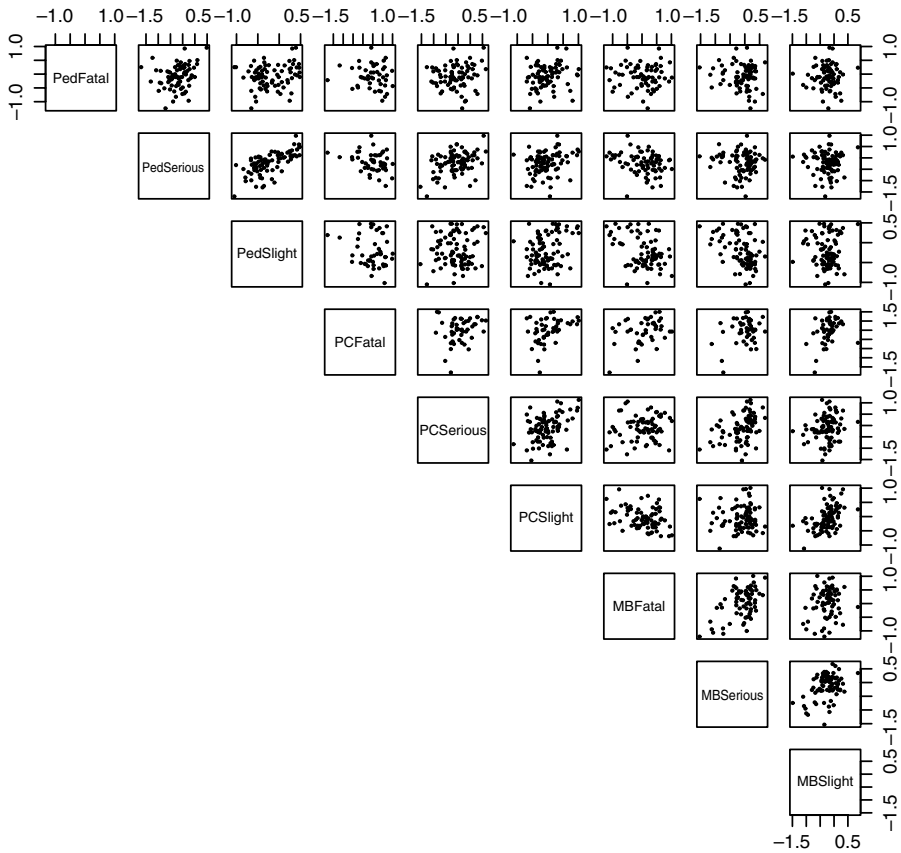 −1.0 1.0 −1.5 0.5 −1.0 0.5 −1.0 1.0 −1.5 0.5 −1.0 1.0 −1.0 1.0 −1.5 0.5 −1.5 0.5
−1.0 1.0
PedFatal
PedSerious
−1.5 1.0
PedSlight
−1.0 0.5
PCFatal
−1.5 1.5
PCSerious
−1.5 1.0
PCSlight
−1.0 1.0
MBFatal
−1.0 1.0
MBSerious
−1.5 0.5
MBSlight
−1.5 0.5
−1.5 0.5